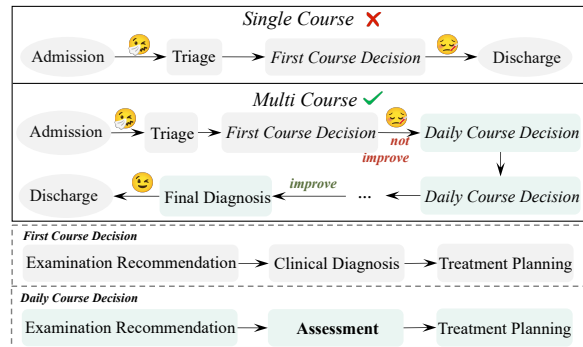 Single Course
Admission Triage First Course Decision Discharge
Multi Course
Admission Triage First Course Decision Daily Course Decision
not
improve
Discharge Final Diagnosis improve ... Daily Course Decision
First Course Decision
Examination Recommendation Clinical Diagnosis Treatment Planning
Daily Course Decision
Examination Recommendation Assessment Treatment Planning